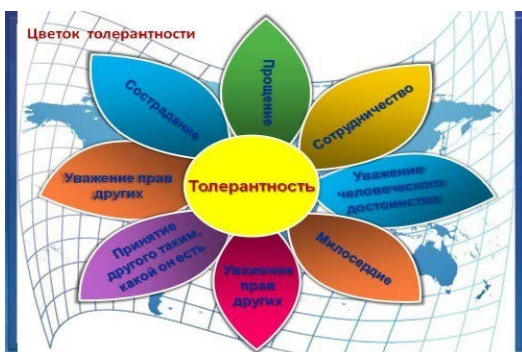 Цветок толерантности
Прощение
Сотрудничество
Уважение
человеческого
достоинства
Милосердие
Уважение
прав
других
Принятие
другого таким,
какой он есть
Уважение прав
других
Сострадание
Толерантность